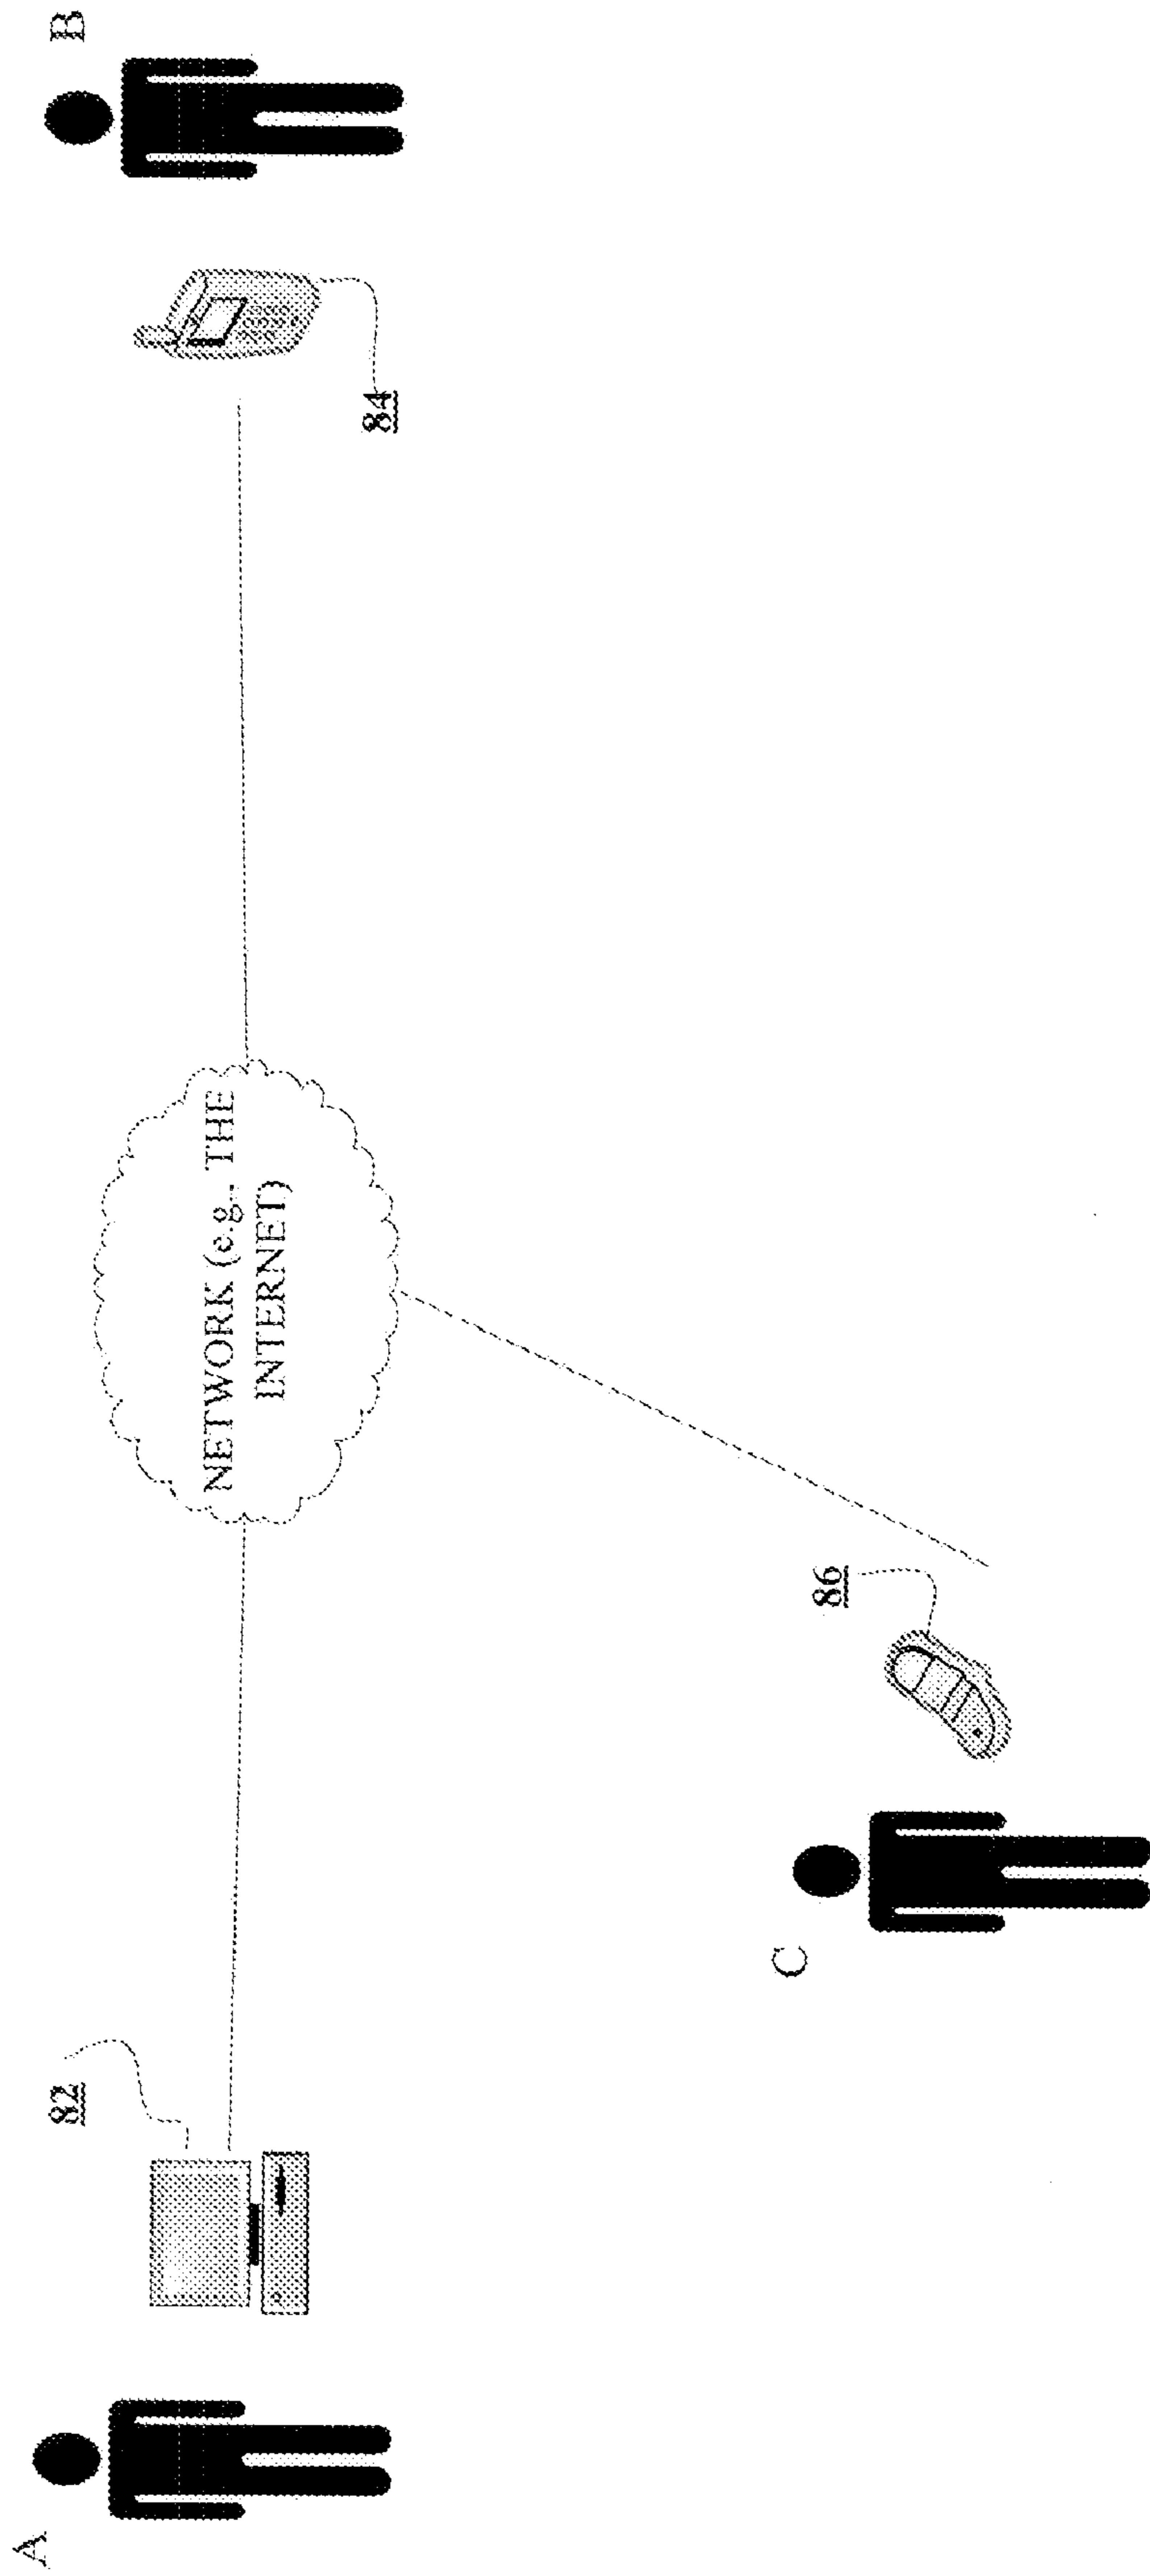 A
82
NETWORK (e.g., THE
INTERNET)
84
B
C
86